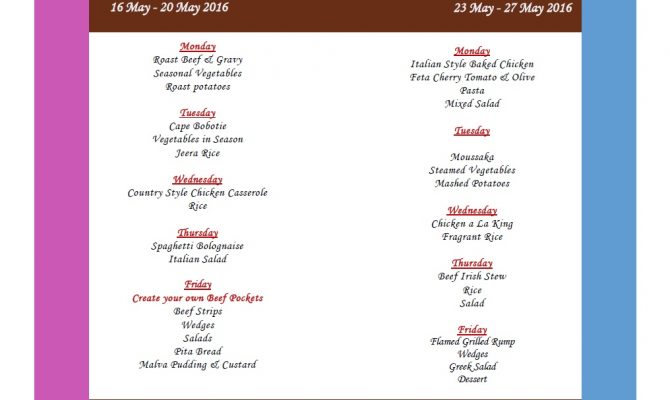 16 May - 20 May 2016
Monday
Roast Beef & Gravy
Seasonal Vegetables
Roast potatoes
Tuesday
Cape Bobotie
Vegetables in Season
Jeera Rice
Wednesday
Country Style Chicken Casserole
Rice
Thursday
Spaghetti Bolognaise
Italian Salad
Friday
Create your own Beef Pockets
Beef Strips
Wedges
Salads
Pita Bread
Malva Pudding & Custard
23 May - 27 May 2016
Monday
Italian Style Baked Chicken
Feta Cherry Tomato & Olive
Pasta
Mixed Salad
Tuesday
Moussaka
Steamed Vegetables
Mashed Potatoes
Wednesday
Chicken a La King
Fragrant Rice
Thursday
Beef Irish Stew
Rice
Salad
Friday
Flamed Grilled Rump
Wedges
Greek Salad
Dessert